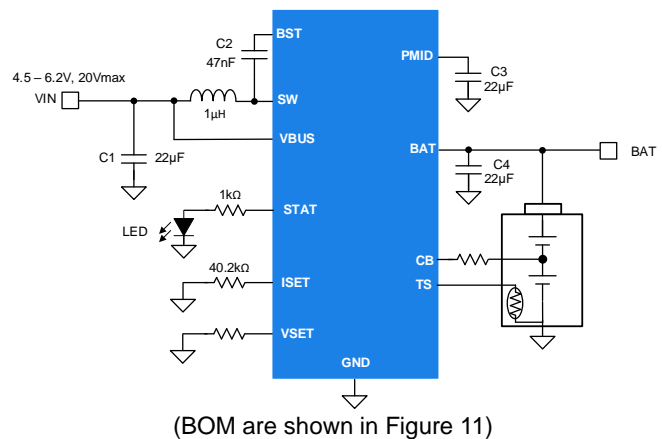 BST
C2
47nF
PMID
C3
22µF
4.5 – 6.2V, 20Vmax
VIN
SW
1µH
VBUS
C1
22µF
BAT
BAT
C4
22µF
1kΩ
STAT
LED
CB
40.2kΩ
ISET
TS
VSET
GND
(BOM are shown in Figure 11)